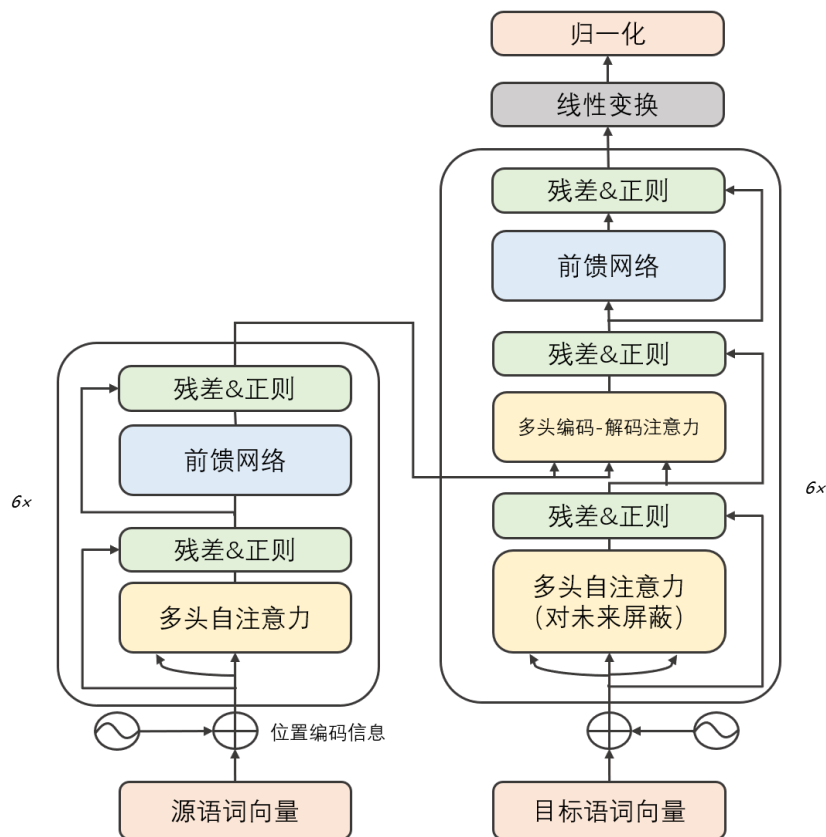 归一化
线性变换
残差&正则
前馈网络
残差&正则
多头编码-解码注意力
残差&正则
多头自注意力
（对未来屏蔽）
6×
目标语词向量
残差&正则
前馈网络
残差&正则
多头自注意力
6×
位置编码信息
源语词向量